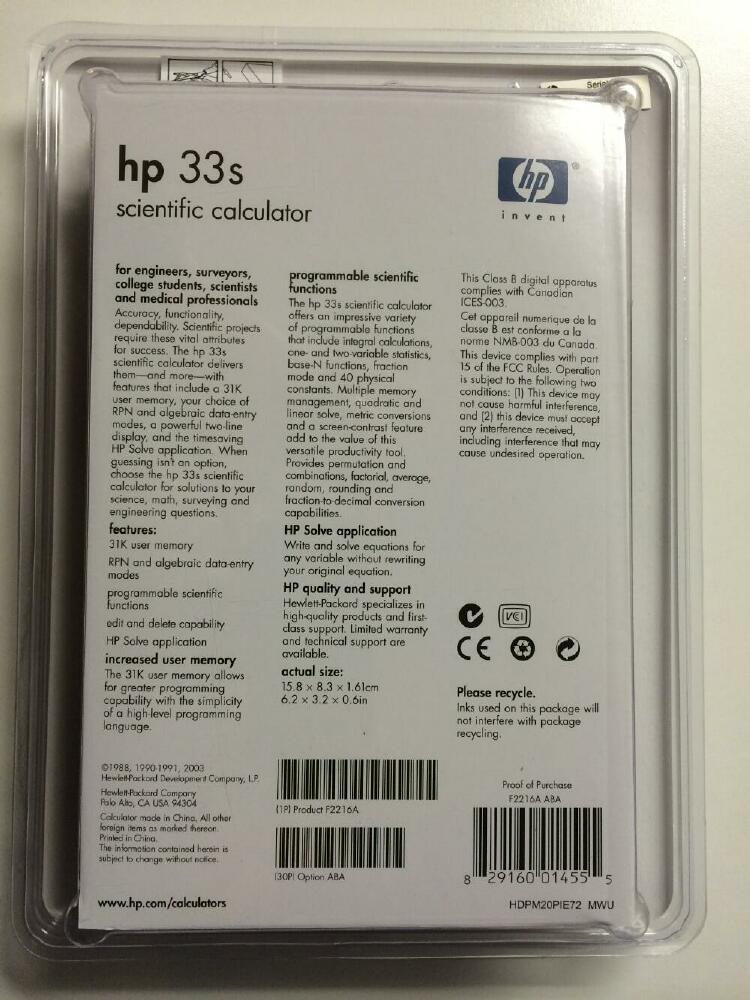 Serial
hp 33s
scientific calculator
hp ®
invent
for engineers, surveyors,
college students, scientists
and medical professionals
Accuracy, functionality,
dependability. Scientific projects
require these vital attributes
for success. The hp 33s
scientific calculator delivers
them—and more—with
features that include a 31K
user memory, your choice of
RPN and algebraic data-entry
modes, a powerful two-line
display, and the timesaving
HP Solve application. When
guessing isn't an option,
choose the hp 33s scientific
calculator for solutions to your
science, math, surveying and
engineering questions.
features:
31K user memory
RPN and algebraic data-entry
modes
programmable scientific
functions
edit and delete capability
HP Solve application
increased user memory
The 31K user memory allows
for greater programming
capability with the simplicity
of a high-level programming
language.
programmable scientific
functions
The hp 33s scientific calculator
offers an impressive variety
of programmable functions
that include integral calculations,
one- and two-variable statistics,
base-N functions, fraction
mode and 40 physical
constants. Multiple memory
management, quadratic and
linear solve, metric conversions
and a screen-contrast feature
add to the value of this
versatile productivity tool.
Provides permutation and
combinations, factorial, average,
random, rounding and
fraction-to-decimal conversion
capabilities.
HP Solve application
Write and solve equations for
any variable without rewriting
your original equation.
HP quality and support
Hewlett-Packard specializes in
high-quality products and first-
class support. Limited warranty
and technical support are
available.
actual size:
15.8 × 8.3 × 1.61cm
6.2 × 3.2 × 0.6in
This Class B digital apparatus
complies with Canadian
ICES-003.
Cet appareil numerique de la
classe B est conforme a la
norme NMB-003 du Canada.
This device complies with part
15 of the FCC Rules. Operation
is subject to the following two
conditions: (1) This device may
not cause harmful interference,
and (2) this device must accept
any interference received,
including interference that may
cause undesired operation.
VCI
CE
Please recycle.
Inks used on this package will
not interfere with package
recycling.
©1988, 1990-1991, 2003
Hewlett-Packard Development Company, L.P.
Hewlett-Packard Company
Palo Alto, CA USA 94304
Calculator made in China. All other
foreign items as marked thereon.
Printed in China.
The information contained herein is
subject to change without notice.
www.hp.com/calculators
(1P) Product F2216A
(30P) Option ABA
Proof of Purchase
F2216A ABA
8 29160 01455 5
HDPM20PIE72 MWU